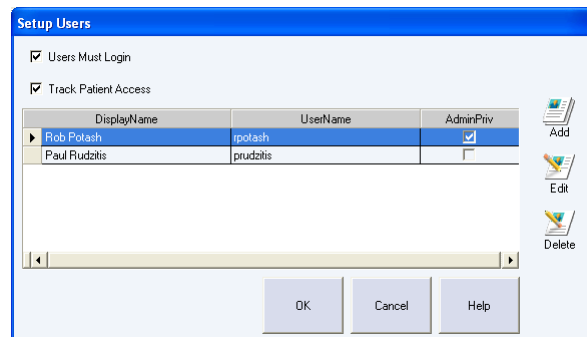 Setup Users
Users Must Login
Track Patient Access
DisplayName UserName AdminPriv
Rob Potash rpotash
Paul Rudzitis prudzitis
Add
Edit
Delete
OK Cancel Help